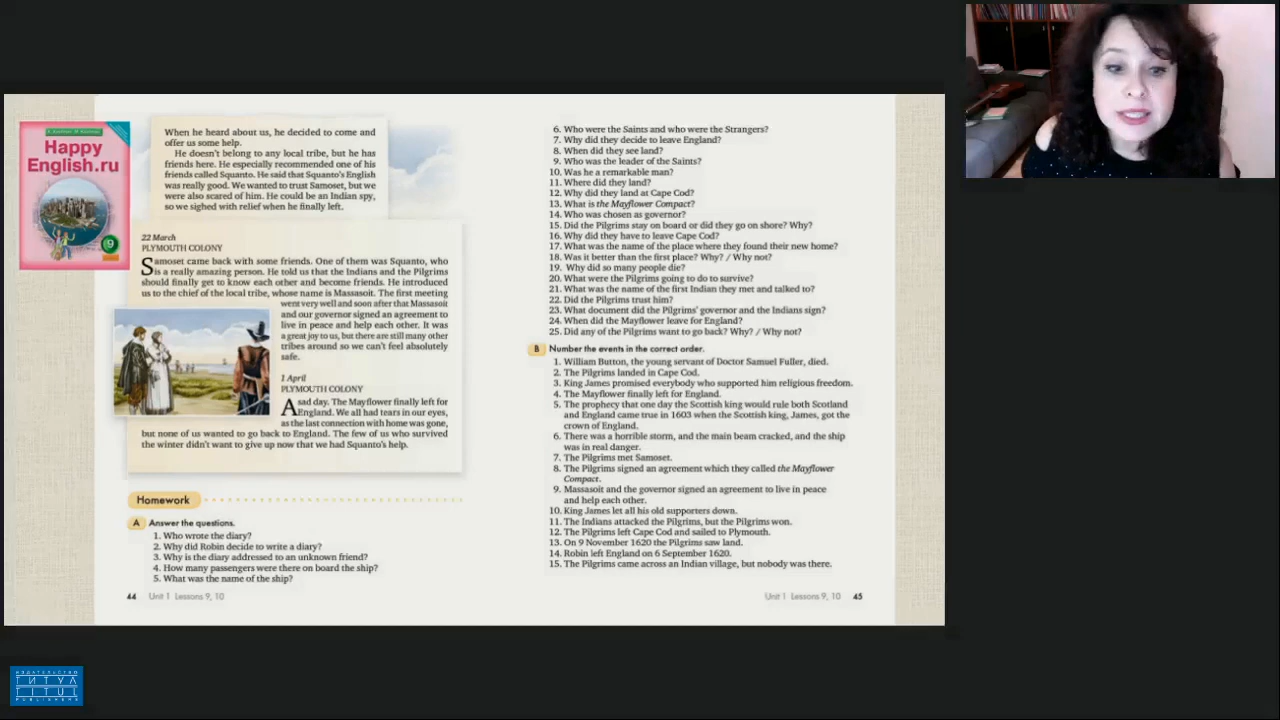 Happy
English.ru
9
When he heard about us, he decided to come and
offer us some help.
He doesn't belong to any local tribe, but he has
friends here. He especially recommended one of his
friends called Squanto. He said that Squanto's English
was really good. We wanted to trust Samoset, but we
were also scared of him. He could be an Indian spy,
so we sighed with relief when he finally left.
22 March
PLYMOUTH COLONY
Samoset came back with some friends. One of them was Squanto, who
is a really amazing person. He told us that the Indians and the Pilgrims
should finally get to know each other and become friends. He introduced
us to the chief of the local tribe, whose name is Massasoit. The first meeting
went very well and soon after that Massasoit
and our governor signed an agreement to
live in peace and help each other. It was
a great joy to us, but there are still many other
tribes around so we can't feel absolutely
safe.
1 April
PLYMOUTH COLONY
A sad day. The Mayflower finally left for
England. We all had tears in our eyes,
as the last connection with home was gone,
but none of us wanted to go back to England. The few of us who survived
the winter didn't want to give up now that we had Squanto's help.
Homework
A Answer the questions.
1. Who wrote the diary?
2. Why did Robin decide to write a diary?
3. Why is the diary addressed to an unknown friend?
4. How many passengers were there on board the ship?
5. What was the name of the ship?
44 Unit 1 Lessons 9, 10
6. Who were the Saints and who were the Strangers?
7. Why did they decide to leave England?
8. When did they see land?
9. Who was the leader of the Saints?
10. Was he a remarkable man?
11. Where did they land?
12. Why did they land at Cape Cod?
13. What is the Mayflower Compact?
14. Who was chosen as governor?
15. Did the Pilgrims stay on board or did they go on shore? Why?
16. Why did they have to leave Cape Cod?
17. What was the name of the place where they found their new home?
18. Was it better than the first place? Why? / Why not?
19. Why did so many people die?
20. What were the Pilgrims going to do to survive?
21. What was the name of the first Indian they met and talked to?
22. Did the Pilgrims trust him?
23. What document did the Pilgrims' governor and the Indians sign?
24. When did the Mayflower leave for England?
25. Did any of the Pilgrims want to go back? Why? / Why not?
B Number the events in the correct order.
1. William Button, the young servant of Doctor Samuel Fuller, died.
2. The Pilgrims landed in Cape Cod.
3. King James promised everybody who supported him religious freedom.
4. The Mayflower finally left for England.
5. The prophecy that one day the Scottish king would rule both Scotland
and England came true in 1603 when the Scottish king, James, got the
crown of England.
6. There was a horrible storm, and the main beam cracked, and the ship
was in real danger.
7. The Pilgrims met Samoset.
8. The Pilgrims signed an agreement which they called the Mayflower
Compact.
9. Massasoit and the governor signed an agreement to live in peace
and help each other.
10. King James let all his old supporters down.
11. The Indians attacked the Pilgrims, but the Pilgrims won.
12. The Pilgrims left Cape Cod and sailed to Plymouth.
13. On 9 November 1620 the Pilgrims saw land.
14. Robin left England on 6 September 1620.
15. The Pilgrims came across an Indian village, but nobody was there.
Unit 1 Lessons 9, 10 45
ИЗДАТЕЛЬСТВО
ТИТУЛ
TITUL
PUBLISHERS